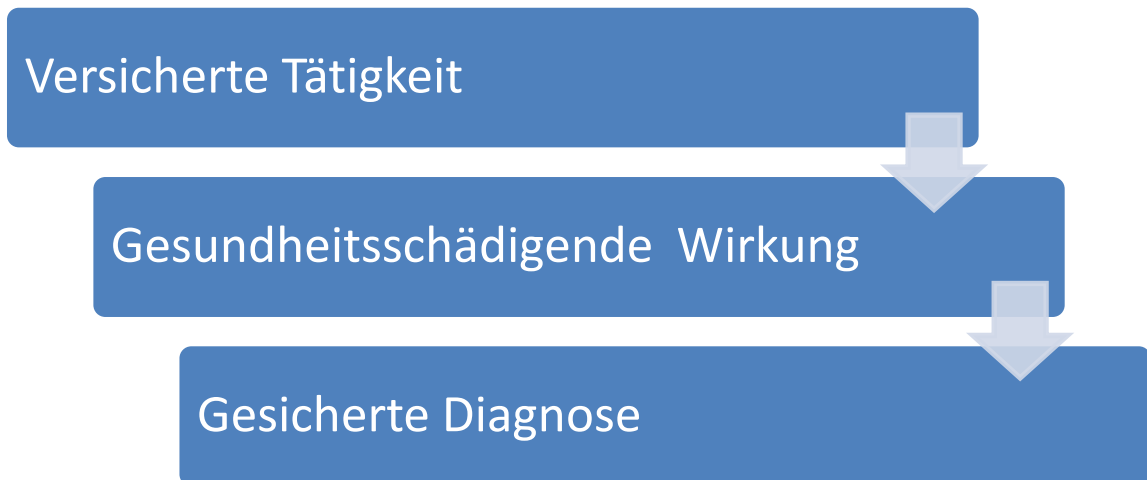 Versicherte Tätigkeit
Gesundheitsschädigende  Wirkung
Gesicherte Diagnose